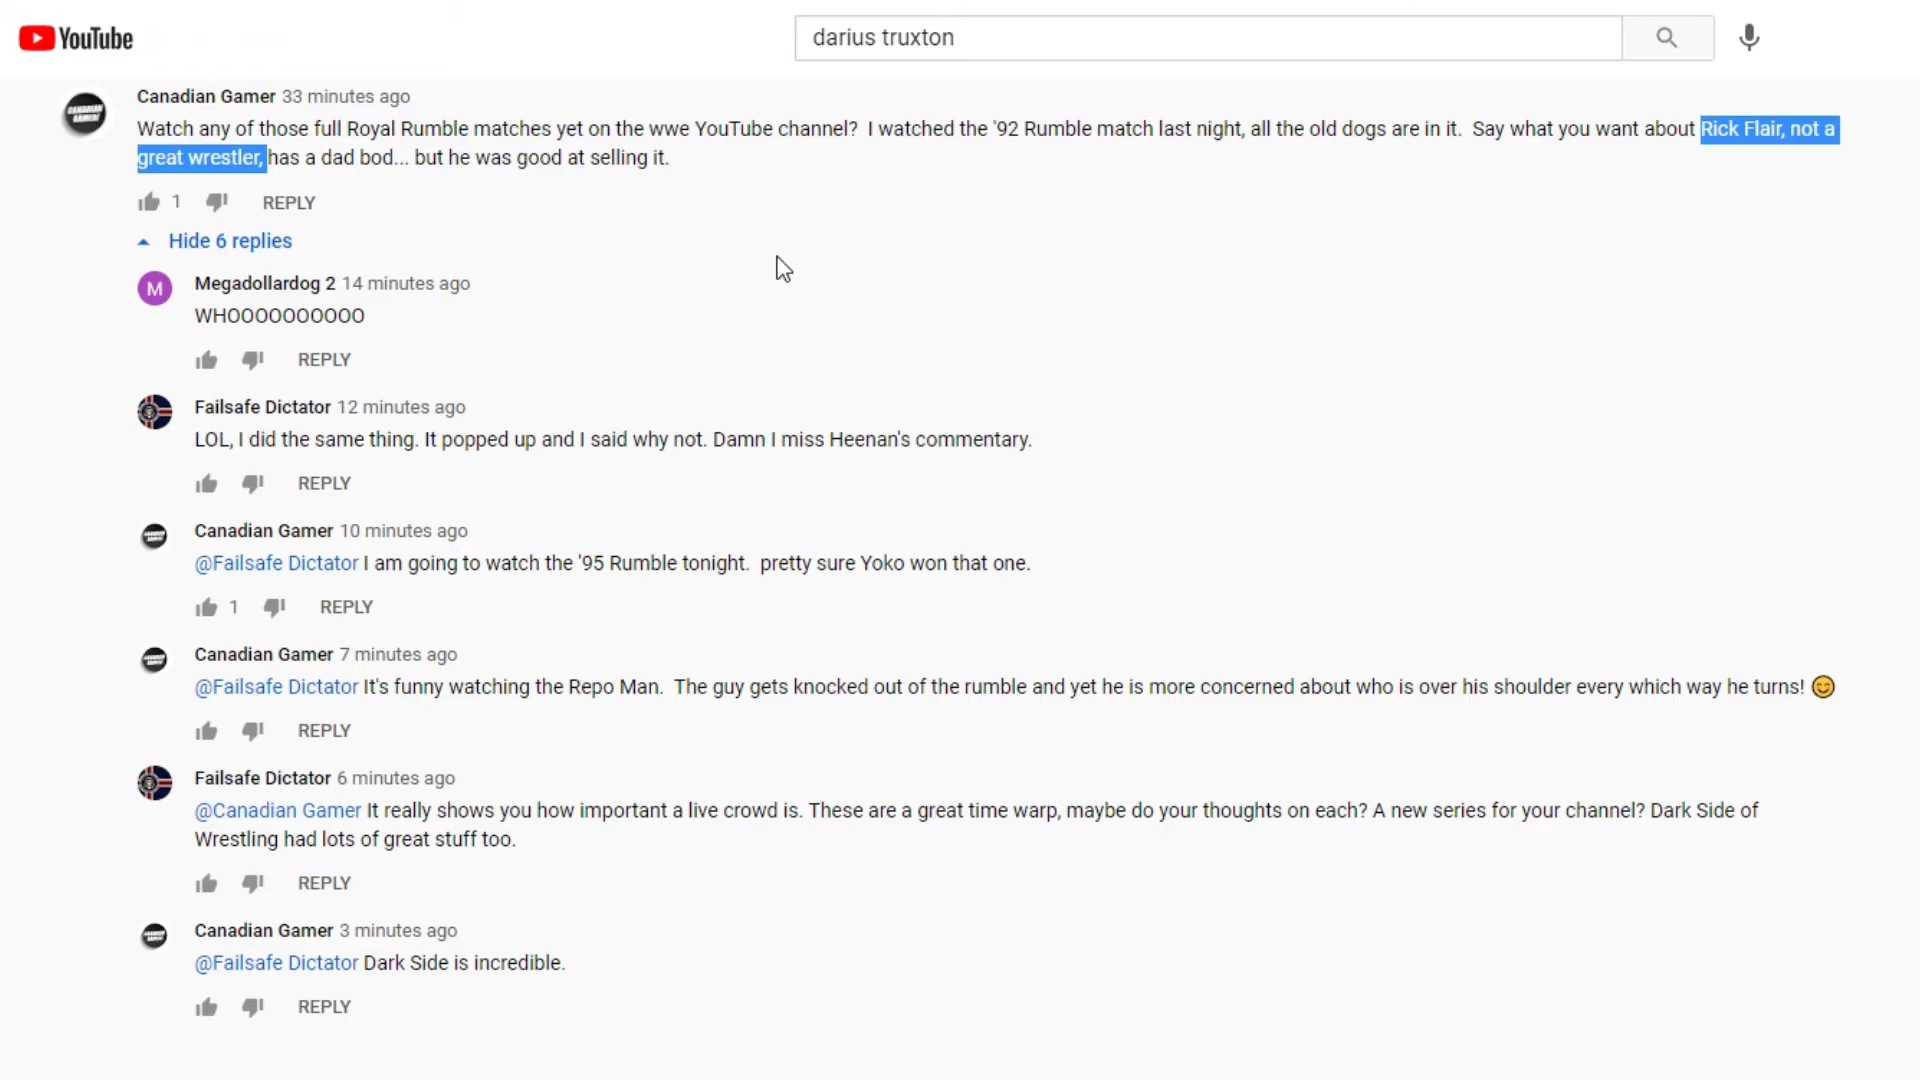 YouTube
darius truxton
Canadian Gamer 33 minutes ago
Watch any of those full Royal Rumble matches yet on the wwe YouTube channel?  I watched the '92 Rumble match last night, all the old dogs are in it.  Say what you want about Rick Flair, not a
great wrestler, has a dad bod... but he was good at selling it.
1 REPLY
Hide 6 replies
M
Megadollardog 2 14 minutes ago
WHOOOOOOOOOO
REPLY
Failsafe Dictator 12 minutes ago
LOL, I did the same thing. It popped up and I said why not. Damn I miss Heenan's commentary.
REPLY
Canadian Gamer 10 minutes ago
@Failsafe Dictator I am going to watch the '95 Rumble tonight.  pretty sure Yoko won that one.
1 REPLY
Canadian Gamer 7 minutes ago
@Failsafe Dictator It's funny watching the Repo Man.  The guy gets knocked out of the rumble and yet he is more concerned about who is over his shoulder every which way he turns! 😊
REPLY
Failsafe Dictator 6 minutes ago
@Canadian Gamer It really shows you how important a live crowd is. These are a great time warp, maybe do your thoughts on each? A new series for your channel? Dark Side of
Wrestling had lots of great stuff too.
REPLY
Canadian Gamer 3 minutes ago
@Failsafe Dictator Dark Side is incredible.
REPLY